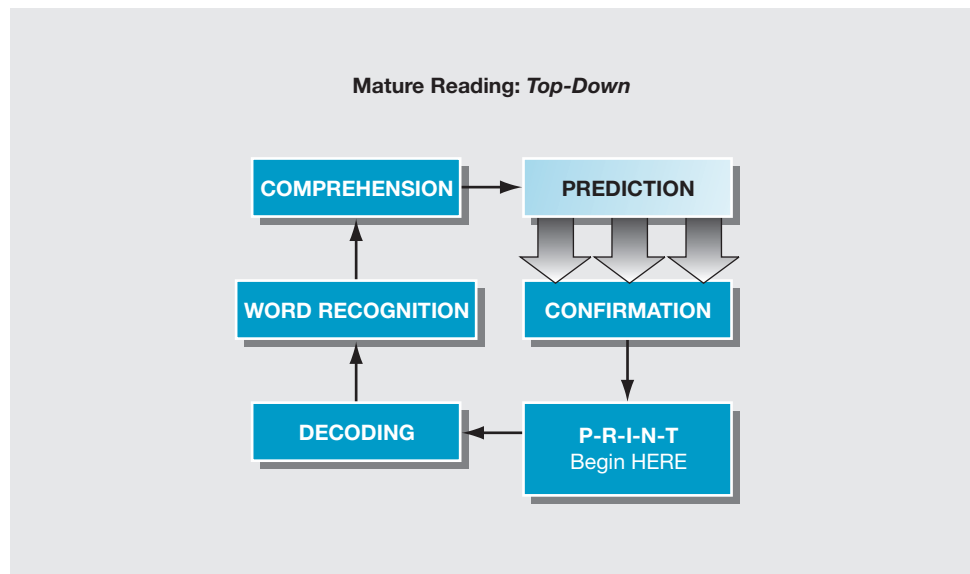 Mature Reading: Top-Down
COMPREHENSION
PREDICTION
WORD RECOGNITION
CONFIRMATION
DECODING
P-R-I-N-T
Begin HERE